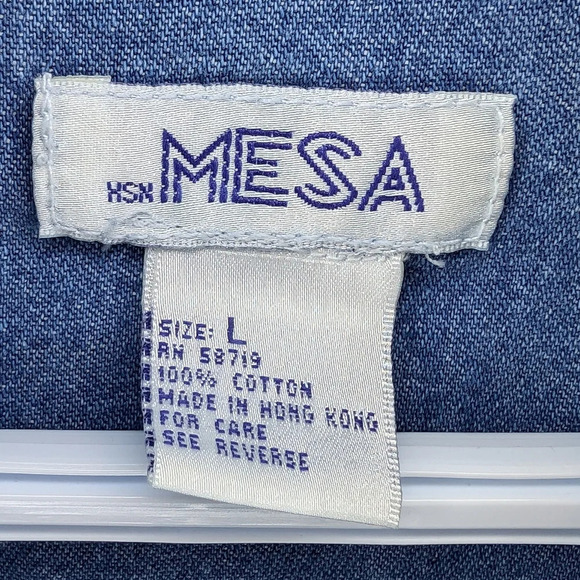 HSN MESA
SIZE: L
RN 58719
100% COTTON
MADE IN HONG KONG
FOR CARE
SEE REVERSE